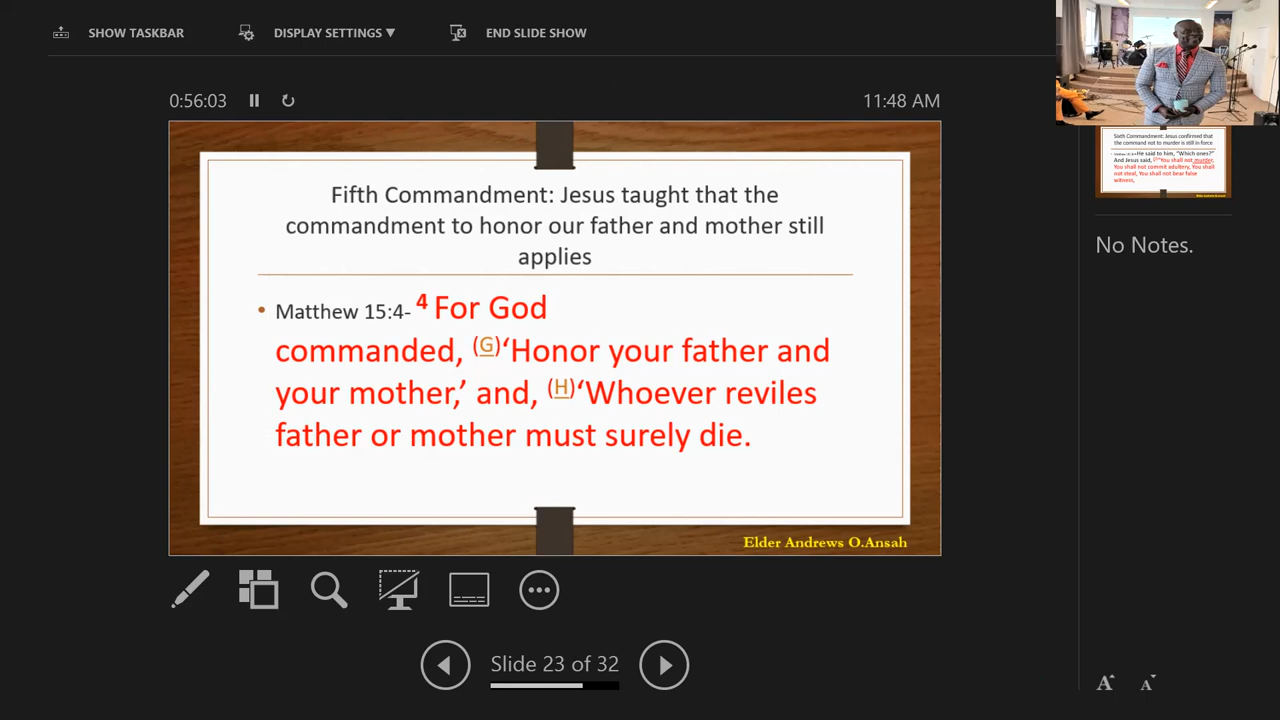 SHOW TASKBAR
DISPLAY SETTINGS ▼
END SLIDE SHOW
0:56:03
11:48 AM
Fifth Commandment: Jesus taught that the
commandment to honor our father and mother still
applies
• Matthew 15:4- 4 For God
commanded, (G)‘Honor your father and
your mother,’ and, (H)‘Whoever reviles
father or mother must surely die.
Elder Andrews O.Ansah
Sixth Commandment: Jesus confirmed that
the command not to murder is still in force
He said to him, “Which ones?”
And Jesus said, “You shall not murder,
You shall not commit adultery, You shall
not steal, You shall not bear false
witness,
No Notes.
Slide 23 of 32
A A